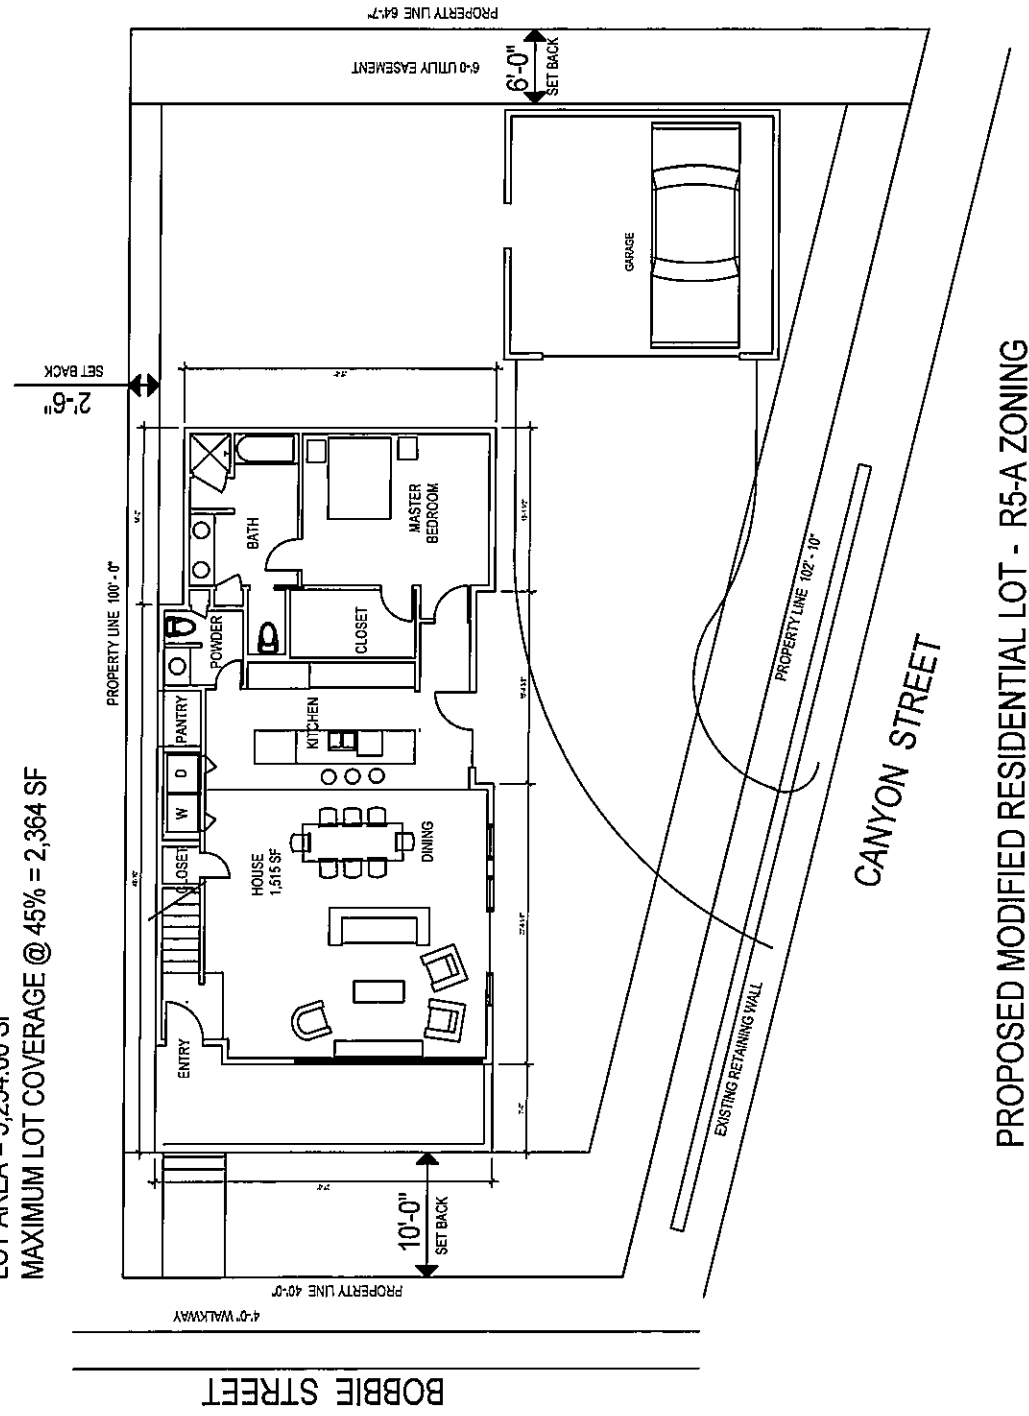 MAXIMUM LOT COVERAGE @ 45% = 2,364 SF
PROPERTY LINE 100' - 0"
2'-6"
SET BACK
PROPERTY LINE 64'-7"
6'-0 UTILIY EASEMENT
6'-0"
SET BACK
GARAGE
BATH
MASTER
BEDROOM
POWDER
CLOSET
PANTRY
KITCHEN
W
D
CLOSET
HOUSE
1,515 SF
DINING
ENTRY
10'-0"
SET BACK
PROPERTY LINE 40'-0"
4'-0" WALKWAY
BOBBIE STREET
PROPERTY LINE 102' - 10"
EXISTING RETAINING WALL
CANYON STREET
PROPOSED MODIFIED RESIDENTIAL LOT - R5-A ZONING